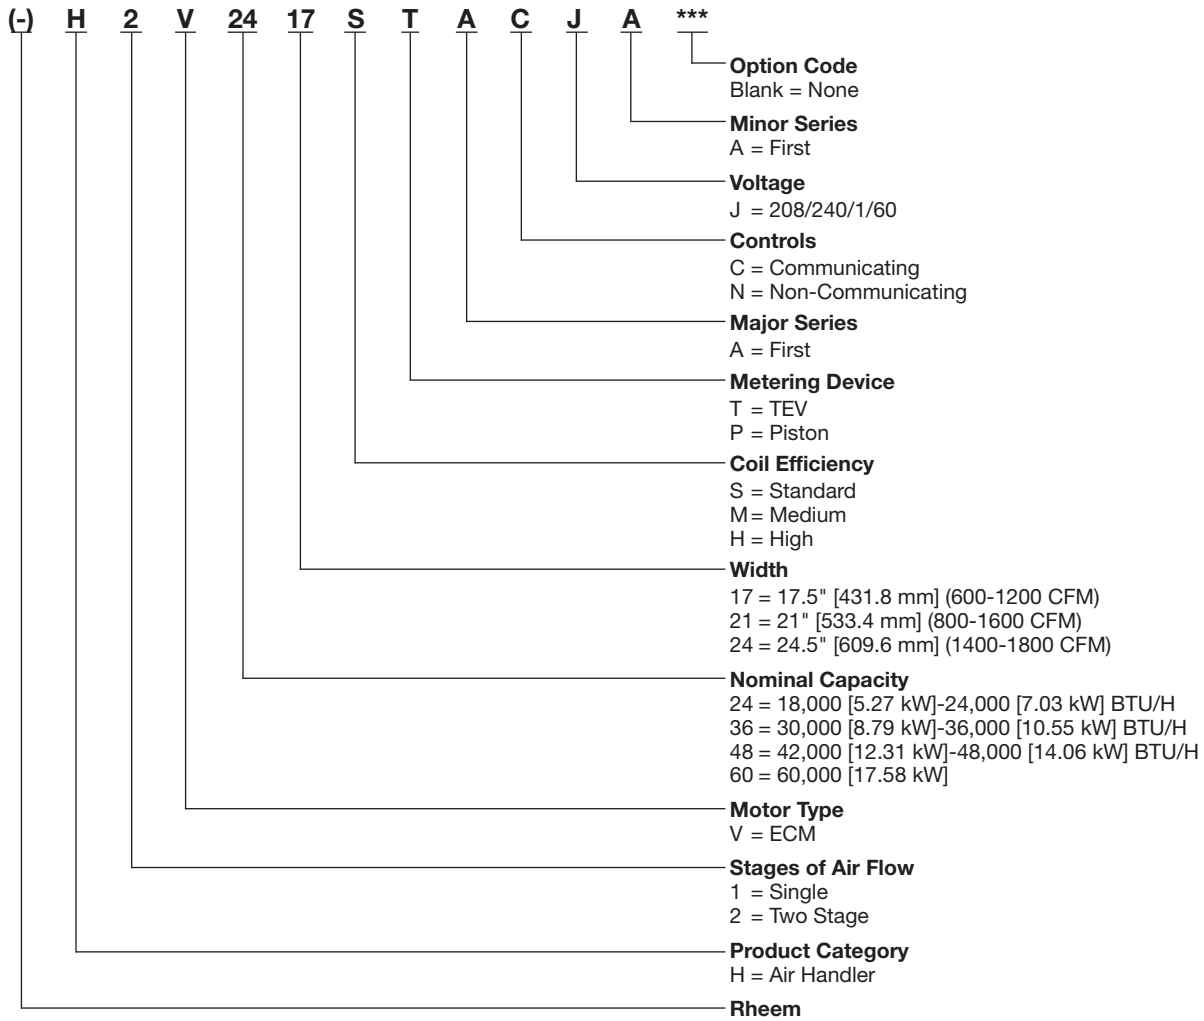 (-) H 2 V 24 17 S T A C J A ***
Option Code
Blank = None
Minor Series
A = First
Voltage
J = 208/240/1/60
Controls
C = Communicating
N = Non-Communicating
Major Series
A = First
Metering Device
T = TEV
P = Piston
Coil Efficiency
S = Standard
M = Medium
H = High
Width
17 = 17.5" [431.8 mm] (600-1200 CFM)
21 = 21" [533.4 mm] (800-1600 CFM)
24 = 24.5" [609.6 mm] (1400-1800 CFM)
Nominal Capacity
24 = 18,000 [5.27 kW]-24,000 [7.03 kW] BTU/H
36 = 30,000 [8.79 kW]-36,000 [10.55 kW] BTU/H
48 = 42,000 [12.31 kW]-48,000 [14.06 kW] BTU/H
60 = 60,000 [17.58 kW]
Motor Type
V = ECM
Stages of Air Flow
1 = Single
2 = Two Stage
Product Category
H = Air Handler
Rheem